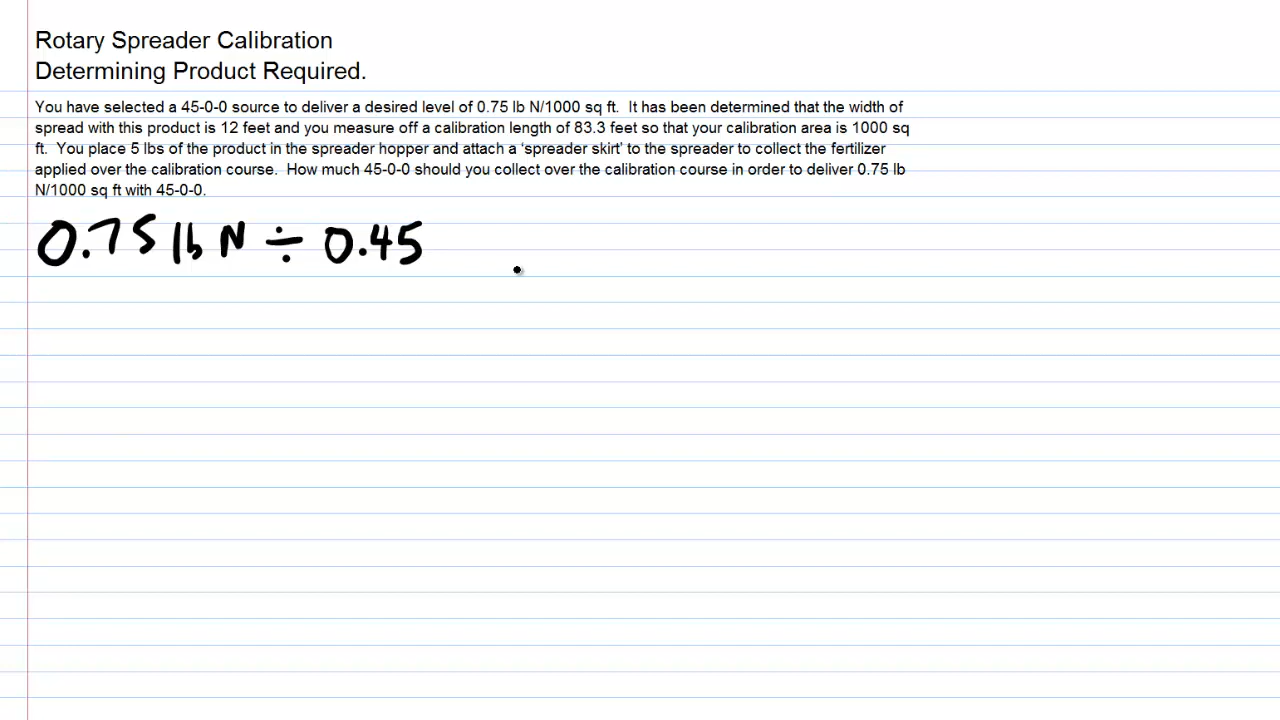 Rotary Spreader Calibration
Determining Product Required.
You have selected a 45-0-0 source to deliver a desired level of 0.75 lb N/1000 sq ft.  It has been determined that the width of
spread with this product is 12 feet and you measure off a calibration length of 83.3 feet so that your calibration area is 1000 sq
ft.  You place 5 lbs of the product in the spreader hopper and attach a ‘spreader skirt’ to the spreader to collect the fertilizer
applied over the calibration course.  How much 45-0-0 should you collect over the calibration course in order to deliver 0.75 lb
N/1000 sq ft with 45-0-0.
0.75 lb N ÷ 0.45